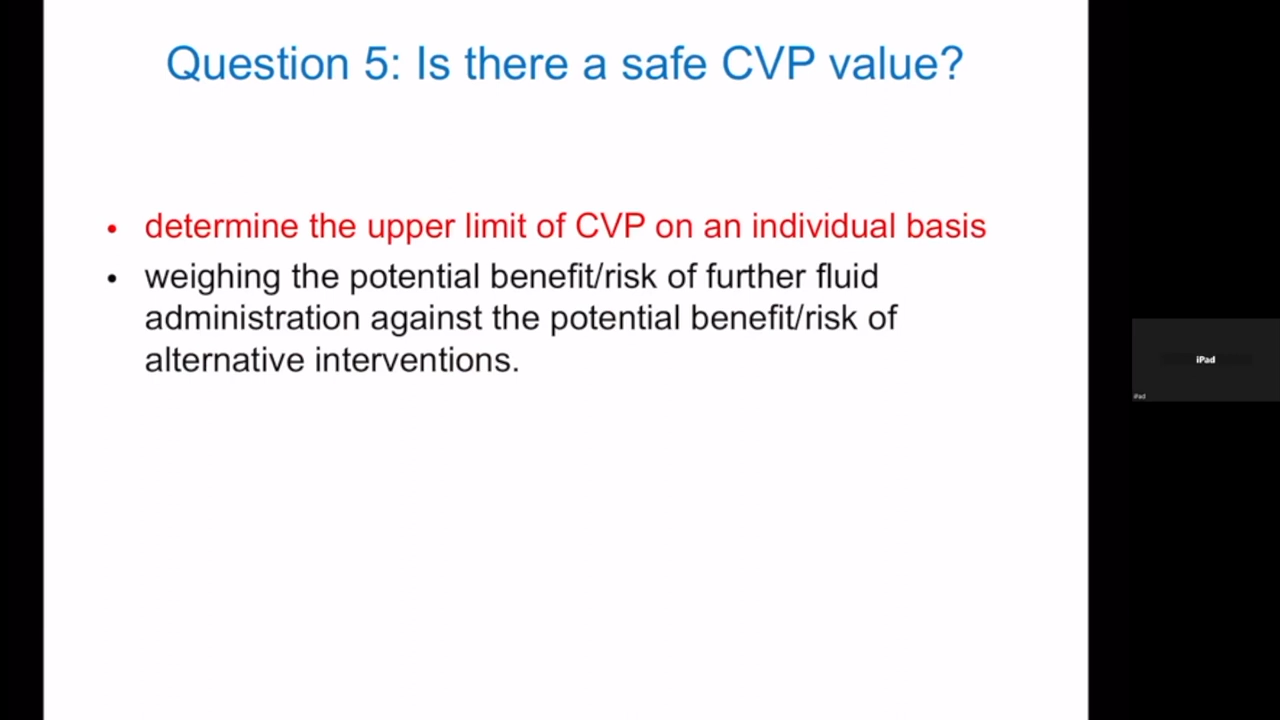 Question 5: Is there a safe CVP value?
• determine the upper limit of CVP on an individual basis
• weighing the potential benefit/risk of further fluid
administration against the potential benefit/risk of
alternative interventions.
iPad
iPad